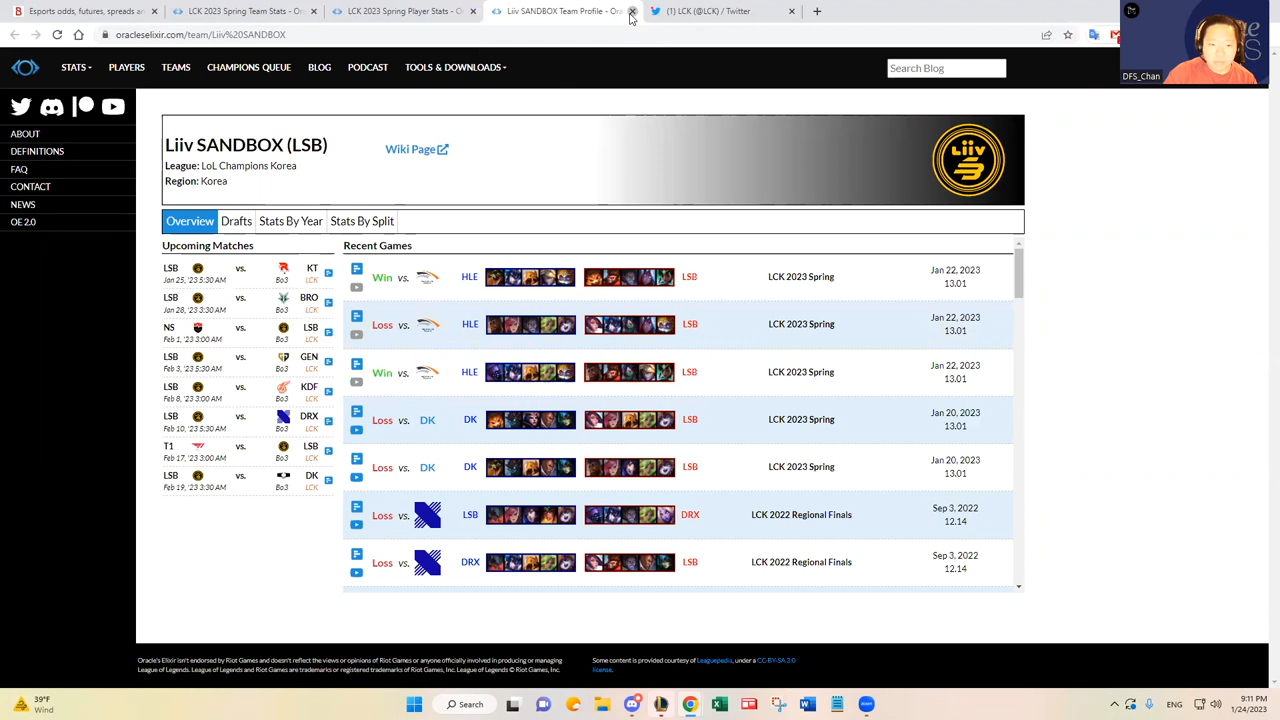 Esports odds, futures, spreads a
LCK 2023 Spring Team Stats - O
LCK 2023 Spring Player Stats - O
Liiv SANDBOX Team Profile - Ora
(1) LCK (@LCK) / Twitter
oracleselixir.com/team/Liiv%20SANDBOX
STATS
PLAYERS
TEAMS
CHAMPIONS QUEUE
BLOG
PODCAST
TOOLS & DOWNLOADS
Search Blog
DFS_Chan
ABOUT
DEFINITIONS
FAQ
CONTACT
NEWS
OE 2.0
Liiv SANDBOX (LSB)
Wiki Page
League: LoL Champions Korea
Region: Korea
Liiv
Overview
Drafts
Stats By Year
Stats By Split
Upcoming Matches
LSB vs. KT
Jan 25, '23 5:30 AM Bo3 LCK
LSB vs. BRO
Jan 28, '23 3:30 AM Bo3 LCK
NS vs. LSB
Feb 1, '23 3:00 AM Bo3 LCK
LSB vs. GEN
Feb 3, '23 5:30 AM Bo3 LCK
LSB vs. KDF
Feb 8, '23 3:00 AM Bo3 LCK
LSB vs. DRX
Feb 10, '23 5:30 AM Bo3 LCK
T1 vs. LSB
Feb 17, '23 3:00 AM Bo3 LCK
LSB vs. DK
Feb 19, '23 3:30 AM Bo3 LCK
Recent Games
Win vs. HLE LSB LCK 2023 Spring Jan 22, 2023
13.01
Loss vs. HLE LSB LCK 2023 Spring Jan 22, 2023
13.01
Win vs. HLE LSB LCK 2023 Spring Jan 22, 2023
13.01
Loss vs. DK DK LSB LCK 2023 Spring Jan 20, 2023
13.01
Loss vs. DK DK LSB LCK 2023 Spring Jan 20, 2023
13.01
Loss vs. LSB DRX LCK 2022 Regional Finals Sep 3, 2022
12.14
Loss vs. DRX LSB LCK 2022 Regional Finals Sep 3, 2022
12.14
Oracle's Elixir isn't endorsed by Riot Games and doesn't reflect the views or opinions of Riot Games or anyone officially involved in producing or managing
League of Legends. League of Legends and Riot Games are trademarks or registered trademarks of Riot Games, Inc. League of Legends © Riot Games, Inc.
Some content is provided courtesy of Leaguepedia, under a CC-BY-SA 3.0
license.
39°F
Wind
Search
9:11 PM
1/24/2023